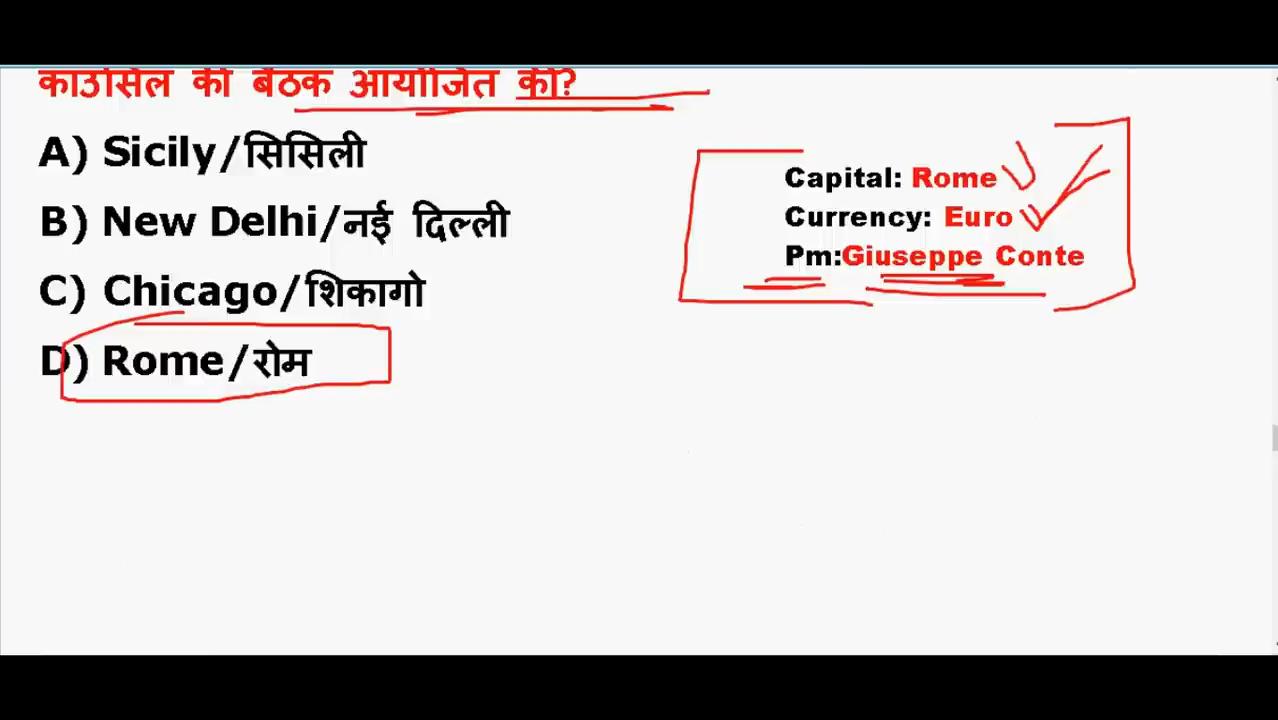 काउंसिल की बैठक आयोजित की?
A) Sicily/सिसिली
B) New Delhi/नई दिल्ली
C) Chicago/शिकागो
D) Rome/रोम
Capital: Rome
Currency: Euro
Pm:Giuseppe Conte